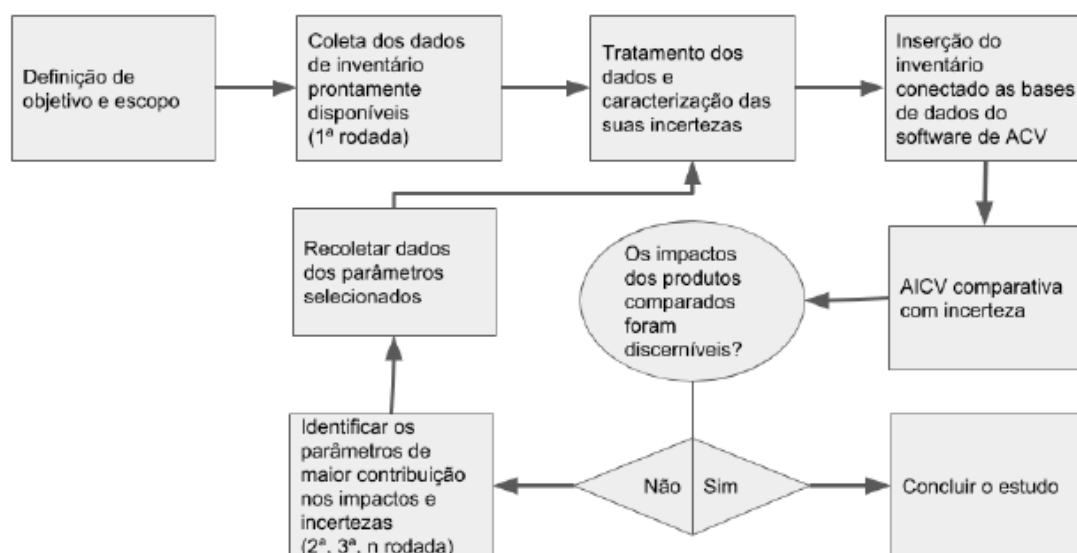 Definição de
objetivo e escopo
Coleta dos dados
de inventário
prontamente
disponíveis
(1ª rodada)
Tratamento dos
dados e
caracterização das
suas incertezas
Inserção do
inventário
conectado as bases
de dados do
software de ACV
Recoletar dados
dos parâmetros
selecionados
Os impactos
dos produtos
comparados
foram
discerníveis?
AICV comparativa
com incerteza
Identificar os
parâmetros de
maior contribuição
nos impactos e
incertezas
(2ª, 3ª, n rodada)
Não
Sim
Concluir o estudo